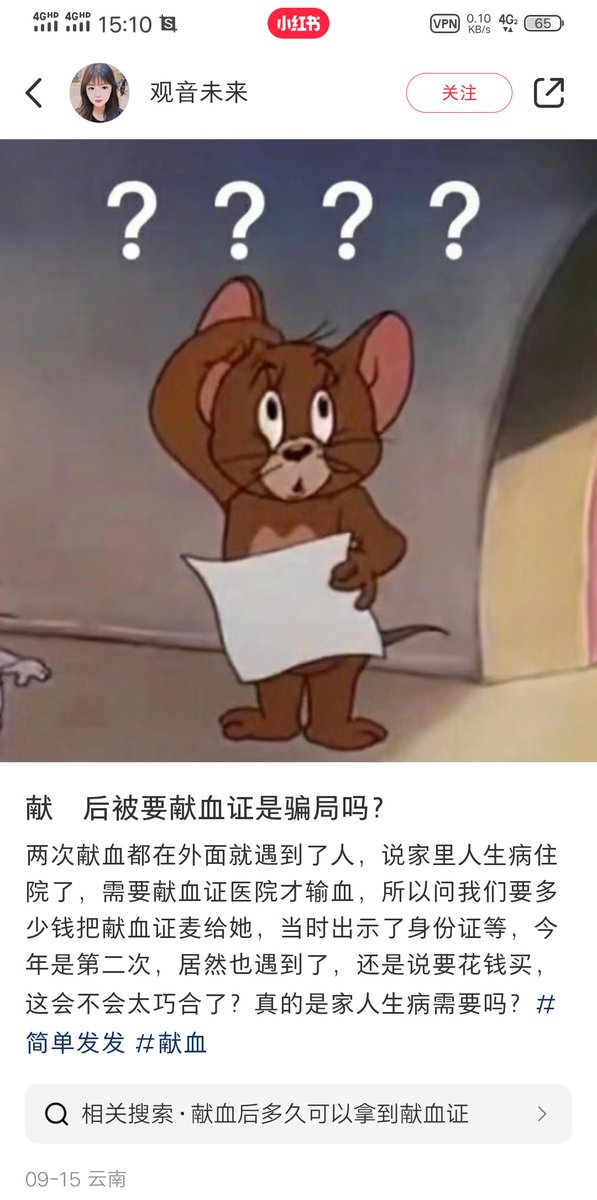 4GHD 4GHD 15:10
小红书
VPN 0.10 KB/s 4G2 65
观音未来
关注
? ? ? ?
献 后被要献血证是骗局吗?
两次献血都在外面就遇到了人，说家里人生病住
院了，需要献血证医院才输血，所以问我们要多
少钱把献血证麦给她，当时出示了身份证等，今
年是第二次，居然也遇到了，还是说要花钱买，
这会不会太巧合了？真的是家人生病需要吗？#
简单发发 #献血
相关搜索·献血后多久可以拿到献血证
09-15 云南